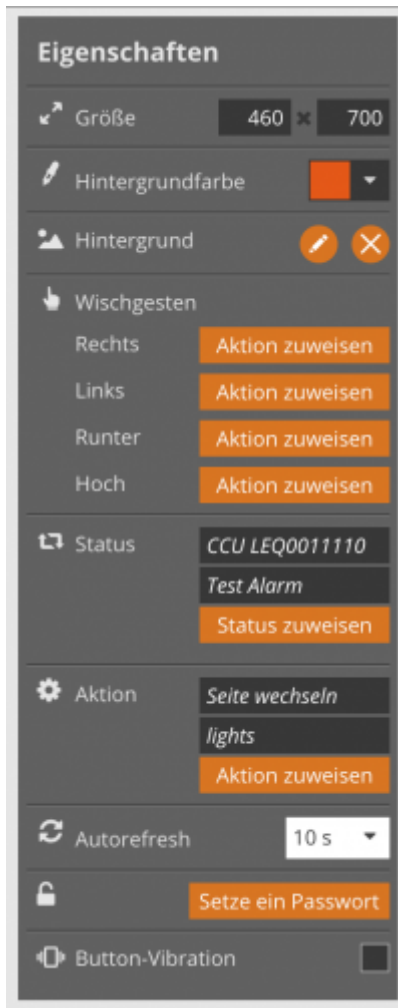 Eigenschaften
Größe 460 × 700
Hintergrundfarbe
Hintergrund
Wischgesten
Rechts Aktion zuweisen
Links Aktion zuweisen
Runter Aktion zuweisen
Hoch Aktion zuweisen
Status CCU LEQ0011110
Test Alarm
Status zuweisen
Aktion Seite wechseln
lights
Aktion zuweisen
Autorefresh 10 s
Setze ein Passwort
Button-Vibration